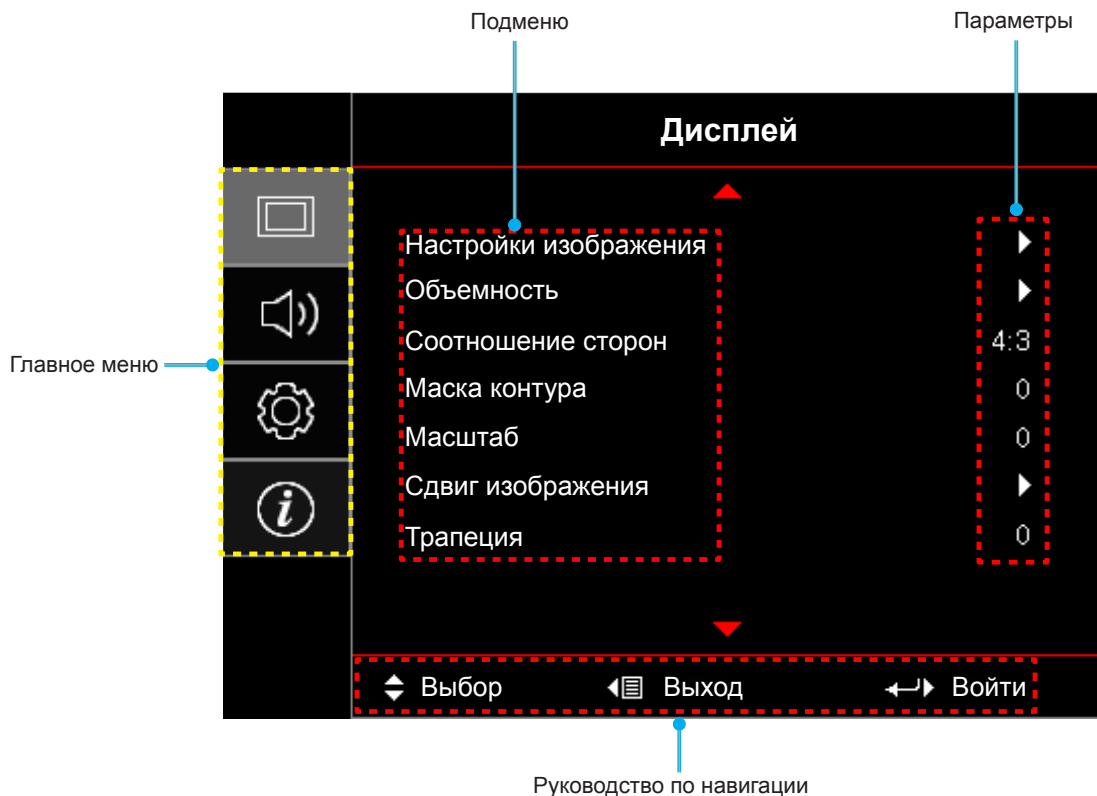 Подменю
Параметры
Дисплей
Настройки изображения
Объемность
Соотношение сторон 4:3
Маска контура 0
Масштаб 0
Сдвиг изображения
Трапеция 0
Главное меню
Выбор Выход Войти
Руководство по навигации